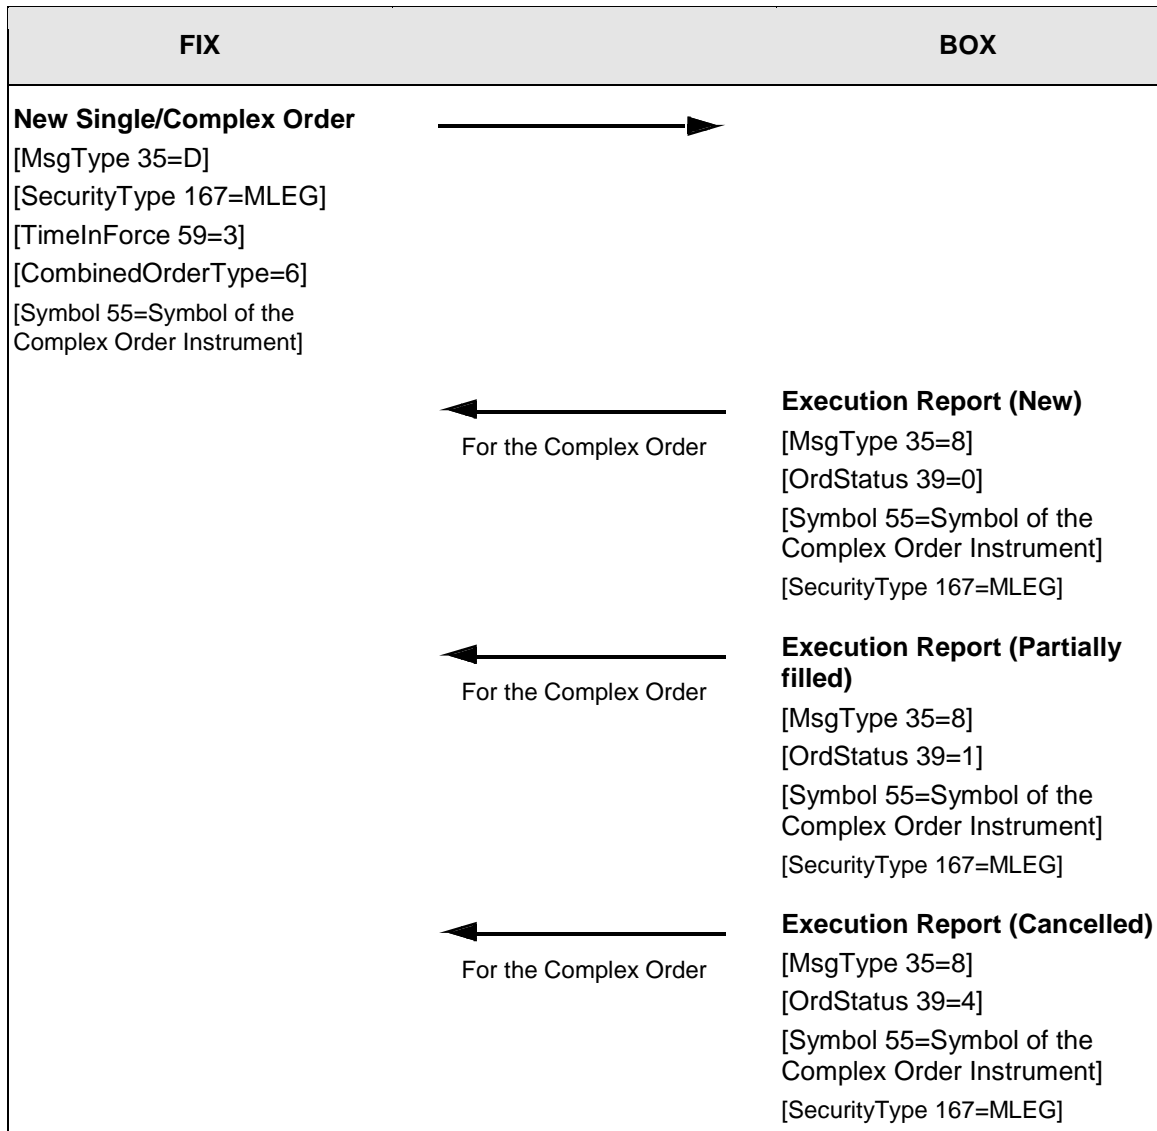 FIX
BOX
New Single/Complex Order
[MsgType 35=D]
[SecurityType 167=MLEG]
[TimeInForce 59=3]
[CombinedOrderType=6]
[Symbol 55=Symbol of the
Complex Order Instrument]
For the Complex Order
Execution Report (New)
[MsgType 35=8]
[OrdStatus 39=0]
[Symbol 55=Symbol of the
Complex Order Instrument]
[SecurityType 167=MLEG]
For the Complex Order
Execution Report (Partially
filled)
[MsgType 35=8]
[OrdStatus 39=1]
[Symbol 55=Symbol of the
Complex Order Instrument]
[SecurityType 167=MLEG]
For the Complex Order
Execution Report (Cancelled)
[MsgType 35=8]
[OrdStatus 39=4]
[Symbol 55=Symbol of the
Complex Order Instrument]
[SecurityType 167=MLEG]